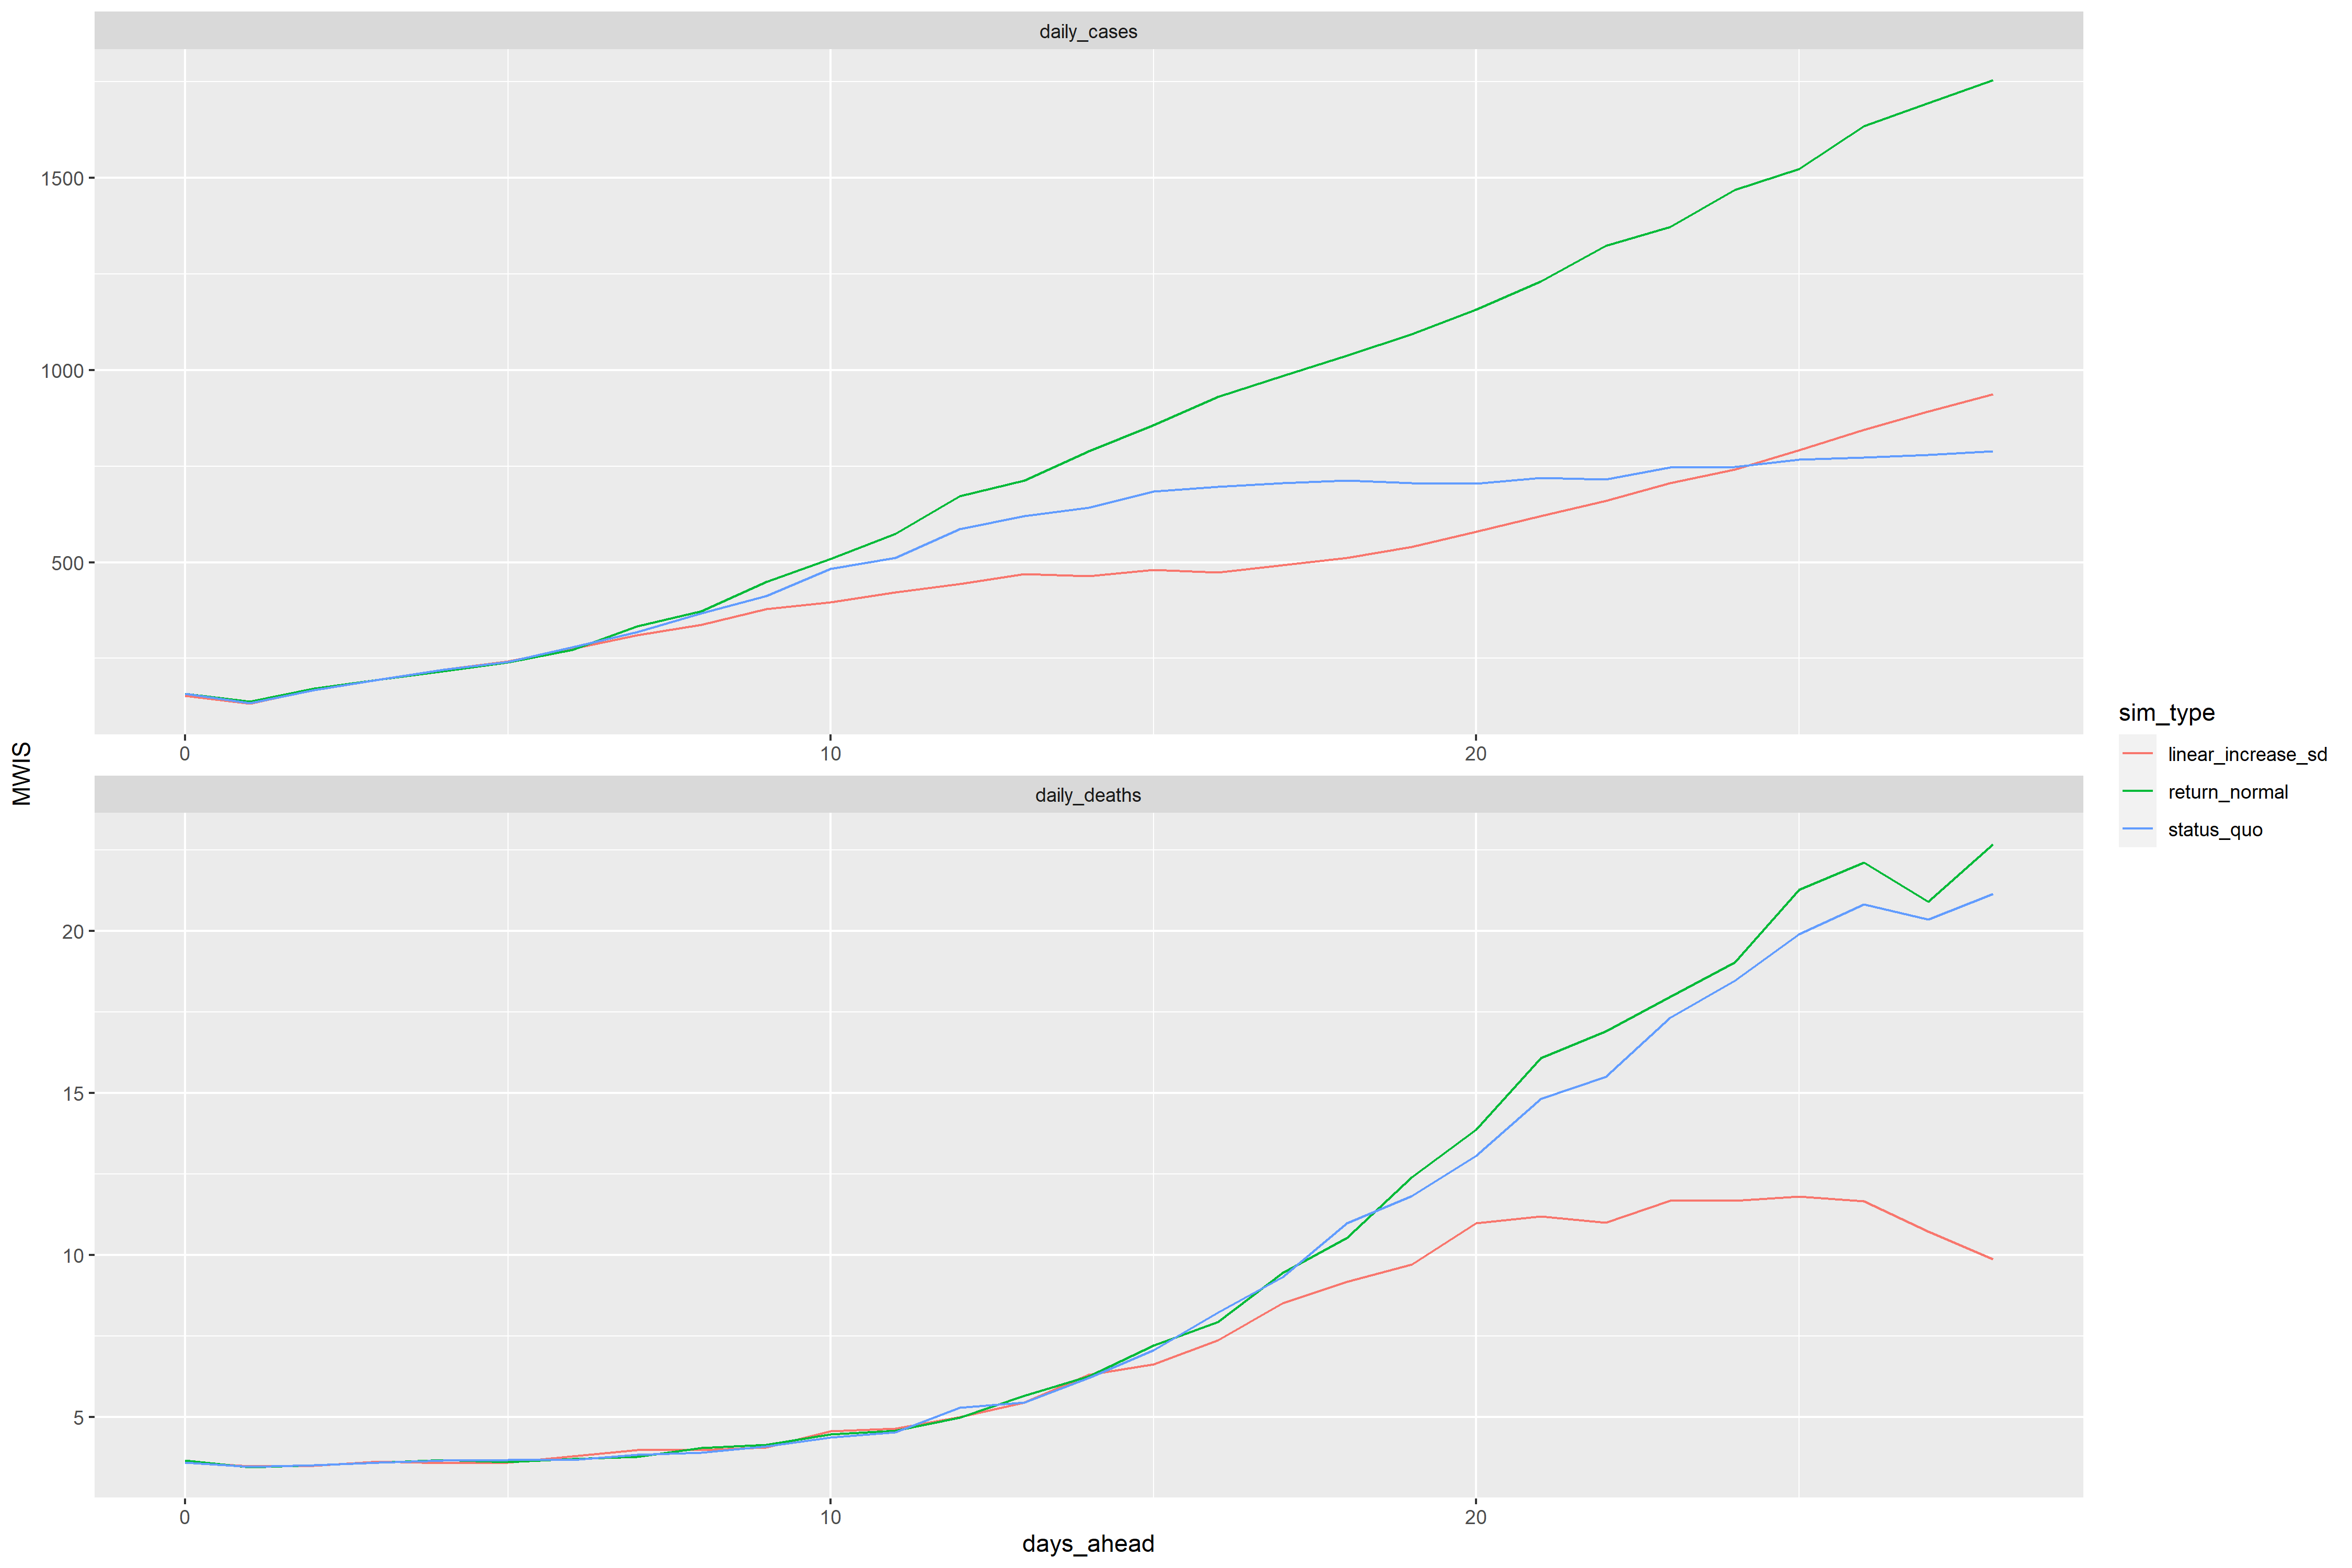 daily_cases
1500
1000
500
0 10 20
MWIS
daily_deaths
20
15
10
5
0 10 20
days_ahead
sim_type
linear_increase_sd
return_normal
status_quo